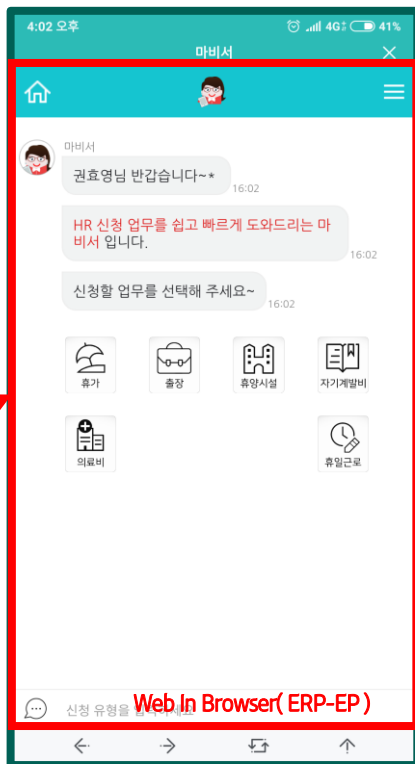 4:02 오후
4G 41%
마비서
마비서
권효영님 반갑습니다~*
16:02
HR 신청 업무를 쉽고 빠르게 도와드리는 마
비서 입니다.
16:02
신청할 업무를 선택해 주세요~
16:02
휴가 출장 휴양시설 자기계발비
의료비 휴일근로
신청 유형을
Web In Browser( ERP-EP )